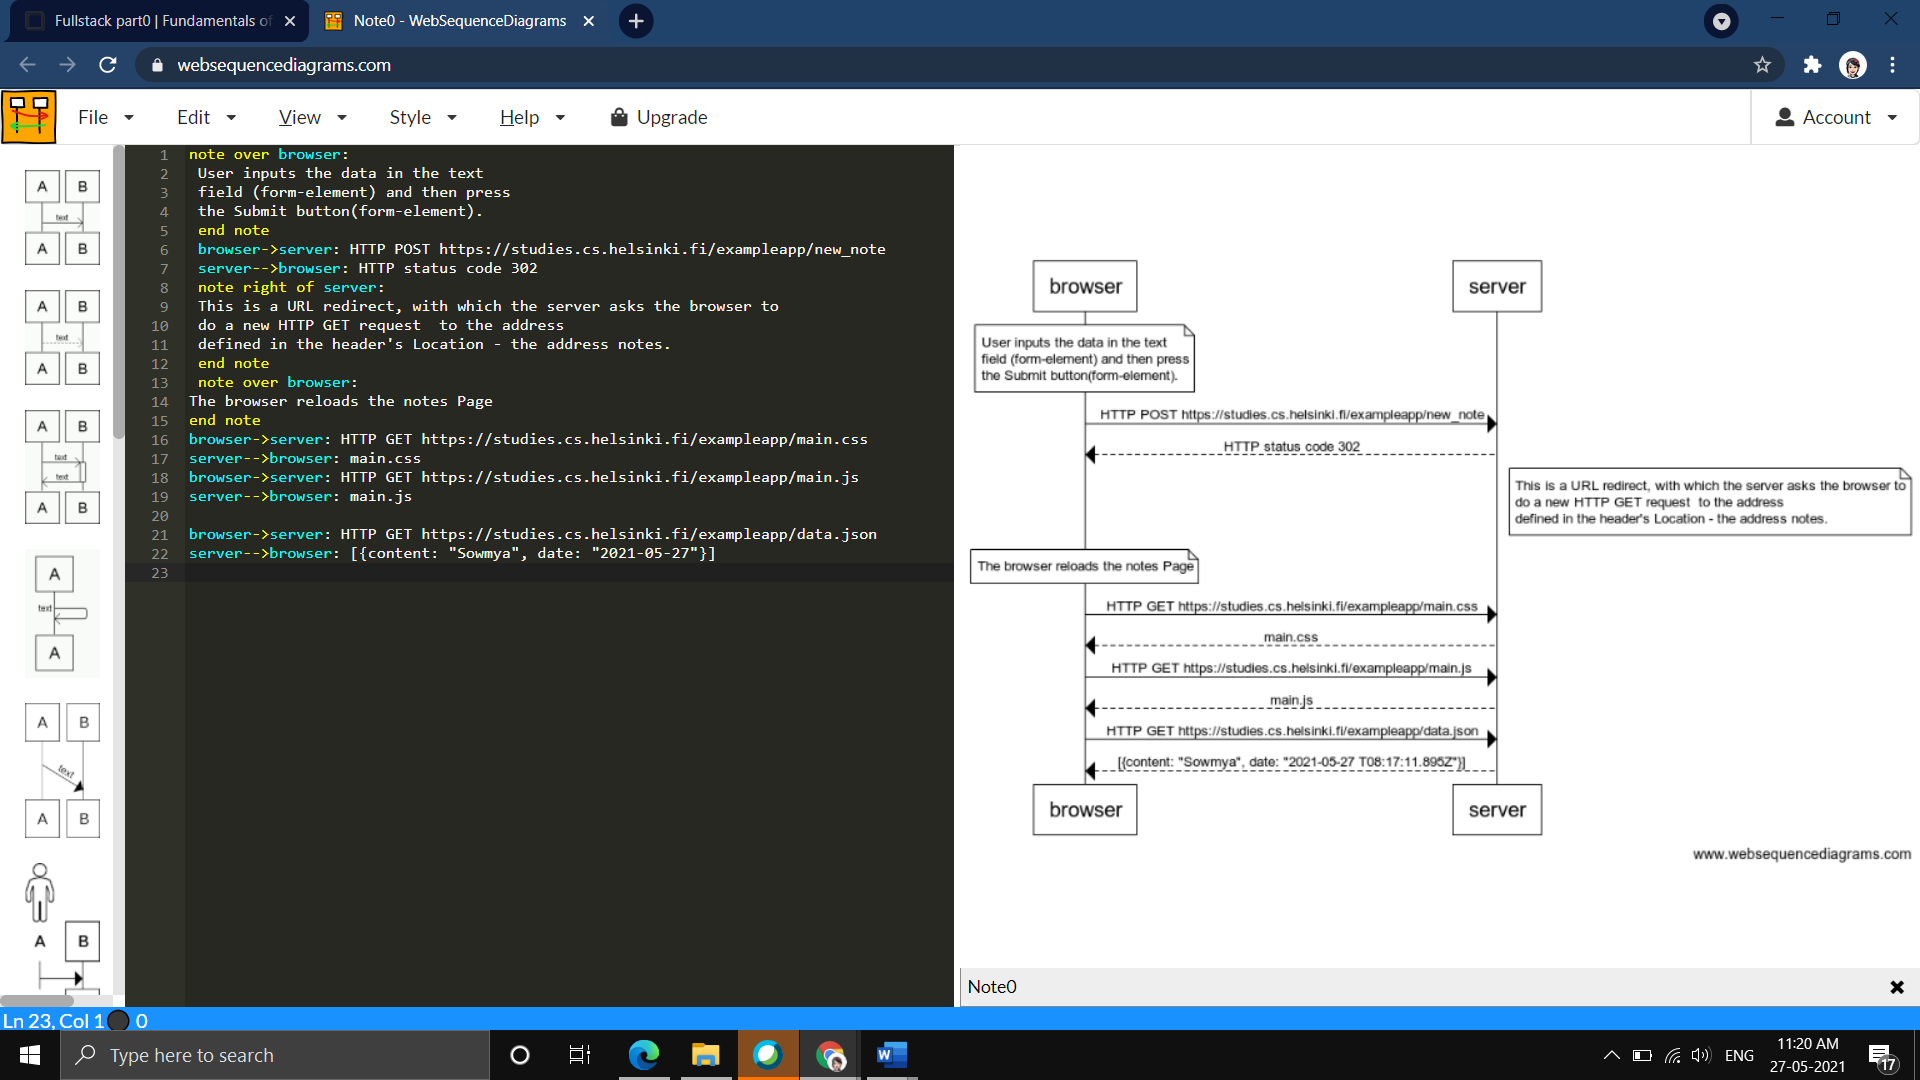 Fullstack part0 | Fundamentals of
Note0 - WebSequenceDiagrams
websequencediagrams.com
File
Edit
View
Style
Help
Upgrade
Account
1 note over browser:
2 User inputs the data in the text
3 field (form-element) and then press
4 the Submit button(form-element).
5 end note
6 browser->server: HTTP POST https://studies.cs.helsinki.fi/exampleapp/new_note
7 server-->browser: HTTP status code 302
8 note right of server:
9 This is a URL redirect, with which the server asks the browser to
10 do a new HTTP GET request  to the address
11 defined in the header's Location - the address notes.
12 end note
13 note over browser:
14 The browser reloads the notes Page
15 end note
16 browser->server: HTTP GET https://studies.cs.helsinki.fi/exampleapp/main.css
17 server-->browser: main.css
18 browser->server: HTTP GET https://studies.cs.helsinki.fi/exampleapp/main.js
19 server-->browser: main.js
20
21 browser->server: HTTP GET https://studies.cs.helsinki.fi/exampleapp/data.json
22 server-->browser: [{content: "Sowmya", date: "2021-05-27"}]
23
A B
text
A B
A B
text
A B
A B
text
text
A B
A
text
A
A B
text
A B
A B
browser
server
User inputs the data in the text
field (form-element) and then press
the Submit button(form-element).
HTTP POST https://studies.cs.helsinki.fi/exampleapp/new_note
HTTP status code 302
This is a URL redirect, with which the server asks the browser to
do a new HTTP GET request  to the address
defined in the header's Location - the address notes.
The browser reloads the notes Page
HTTP GET https://studies.cs.helsinki.fi/exampleapp/main.css
main.css
HTTP GET https://studies.cs.helsinki.fi/exampleapp/main.js
main.js
HTTP GET https://studies.cs.helsinki.fi/exampleapp/data.json
[{content: "Sowmya", date: "2021-05-27 T08:17:11.895Z"}]
browser
server
www.websequencediagrams.com
Note0
Ln 23, Col 1 0
Type here to search
W
ENG
11:20 AM
27-05-2021
17